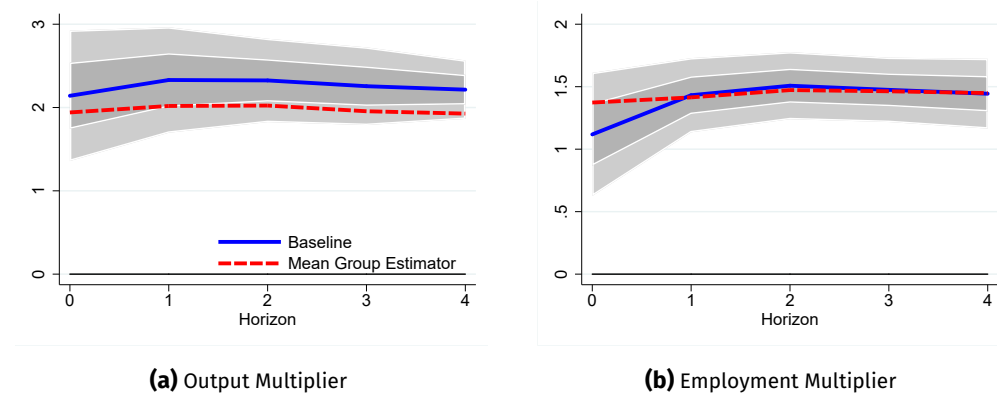 3
2
1
0
Baseline
Mean Group Estimator
0 1 2 3 4
Horizon
(a) Output Multiplier
2
1.5
1
.5
0
0 1 2 3 4
Horizon
(b) Employment Multiplier